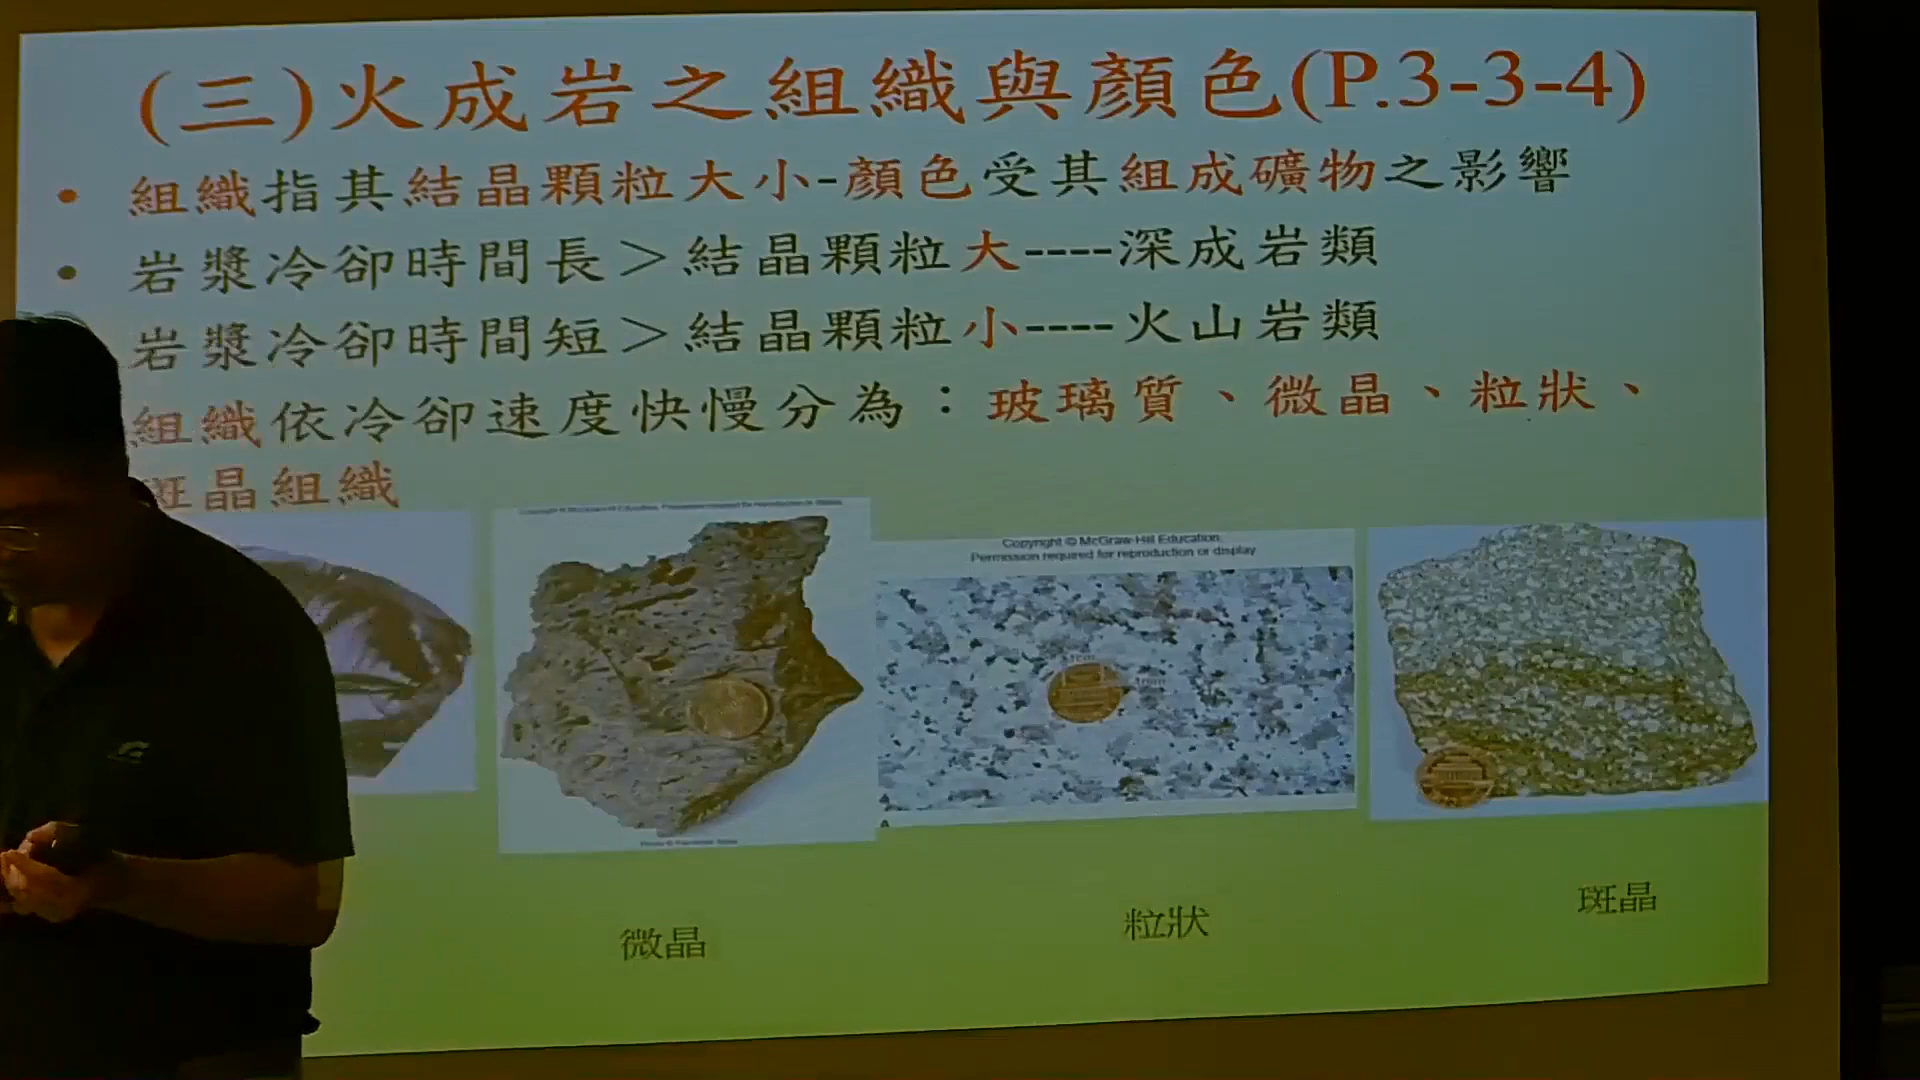 (三)火成岩之組織與顏色(P.3-3-4)
• 組織指其結晶顆粒大小-顏色受其組成礦物之影響
• 岩漿冷卻時間長＞結晶顆粒大----深成岩類
岩漿冷卻時間短＞結晶顆粒小----火山岩類
組織依冷卻速度快慢分為：玻璃質、微晶、粒狀、
斑晶組織
Copyright © McGraw-Hill Education.
Permission required for reproduction or display
A
微晶
粒狀
斑晶